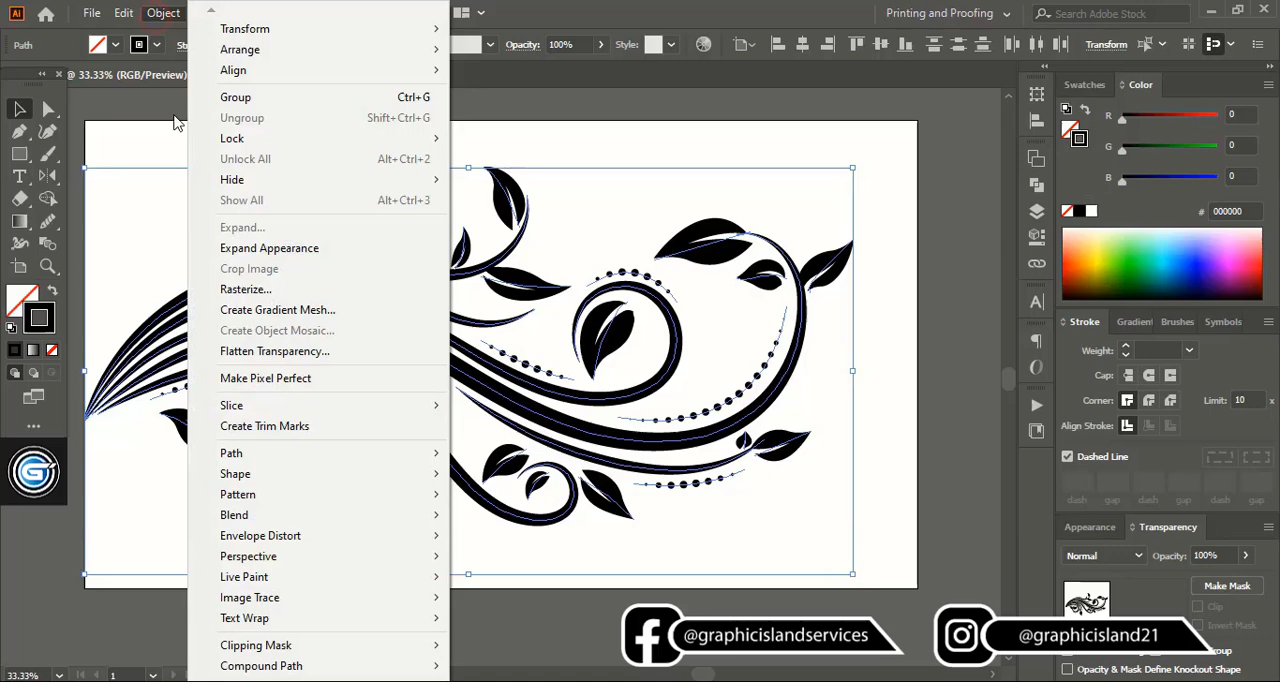 Ai File Edit Object Printing and Proofing Search Adobe Stock
Path Opacity: 100% Style: Transform
@ 33.33% (RGB/Preview)
Transform
Arrange
Align
Group Ctrl+G
Ungroup Shift+Ctrl+G
Lock
Unlock All Alt+Ctrl+2
Hide
Show All Alt+Ctrl+3
Expand...
Expand Appearance
Crop Image
Rasterize...
Create Gradient Mesh...
Create Object Mosaic...
Flatten Transparency...
Make Pixel Perfect
Slice
Create Trim Marks
Path
Shape
Pattern
Blend
Envelope Distort
Perspective
Live Paint
Image Trace
Text Wrap
Clipping Mask
Compound Path
Swatches Color
R 0
G 0
B 0
# 000000
Stroke Gradient Brushes Symbols
Weight:
Cap:
Corner: Limit: 10 x
Align Stroke:
Dashed Line
dash gap dash gap dash gap
Appearance Transparency
Normal Opacity: 100%
Make Mask
Clip
Invert Mask
Opacity & Mask Define Knockout Shape
@graphicislandservices
@graphicisland21
33.33% 1